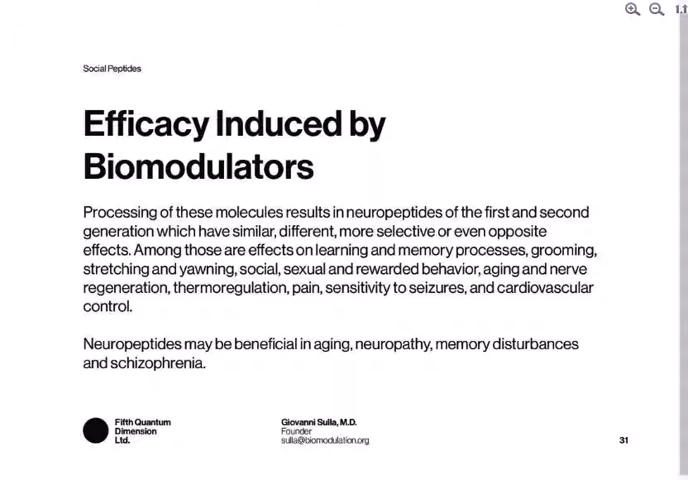 1.1
Social Peptides
Efficacy Induced by
Biomodulators
Processing of these molecules results in neuropeptides of the first and second
generation which have similar, different, more selective or even opposite
effects. Among those are effects on learning and memory processes, grooming,
stretching and yawning, social, sexual and rewarded behavior, aging and nerve
regeneration, thermoregulation, pain, sensitivity to seizures, and cardiovascular
control.
Neuropeptides may be beneficial in aging, neuropathy, memory disturbances
and schizophrenia.
Fifth Quantum
Dimension
Ltd.
Giovanni Sulla, M.D.
Founder
sulla@biomodulation.org
31